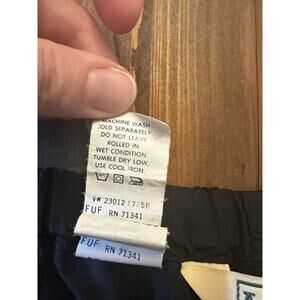 MACHINE WASH
COLD SEPARATELY
DO NOT LEAVE
ROLLED IN
WET CONDITION.
TUMBLE DRY LOW.
USE COOL IRON.
V# 23012
FUF RN 71341
FUF RN 71341